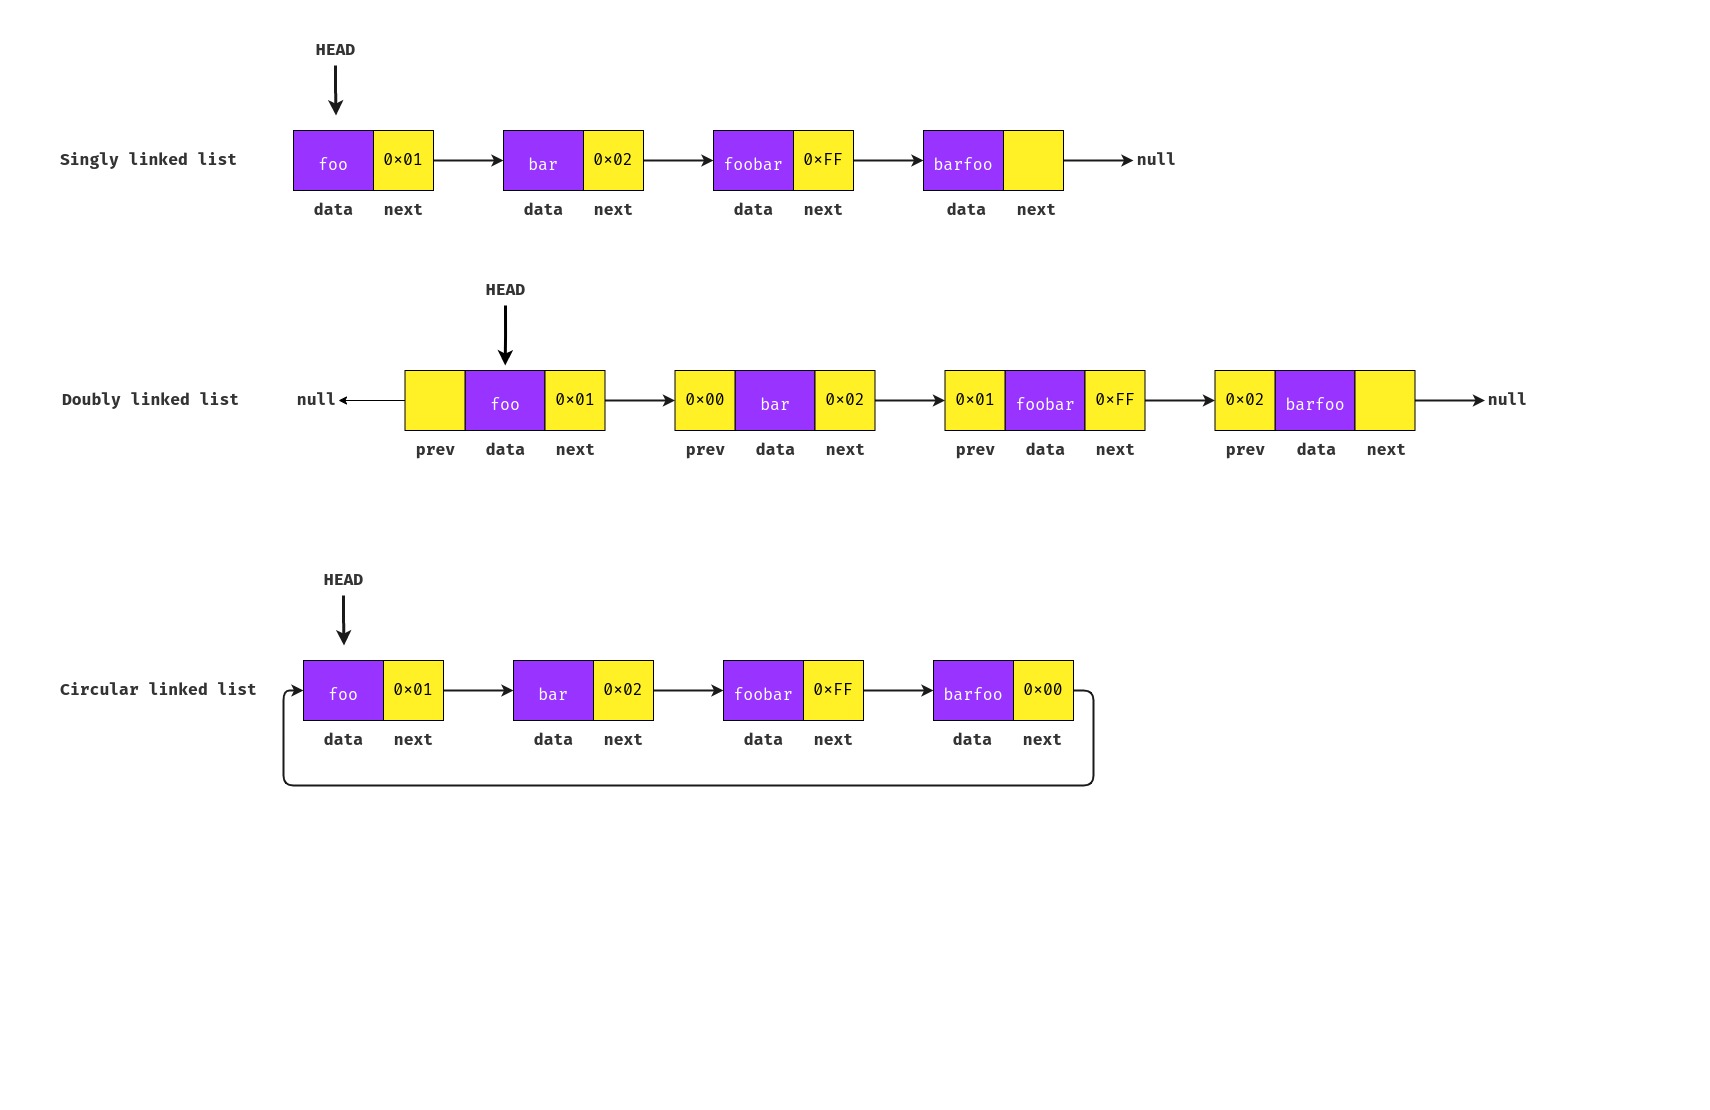 HEAD
Singly linked list
foo 0×01 bar 0×02 foobar 0×FF barfoo null
data next data next data next data next
HEAD
Doubly linked list
null foo 0×01 0×00 bar 0×02 0×01 foobar 0×FF 0×02 barfoo null
prev data next prev data next prev data next prev data next
HEAD
Circular linked list
foo 0×01 bar 0×02 foobar 0×FF barfoo 0×00
data next data next data next data next